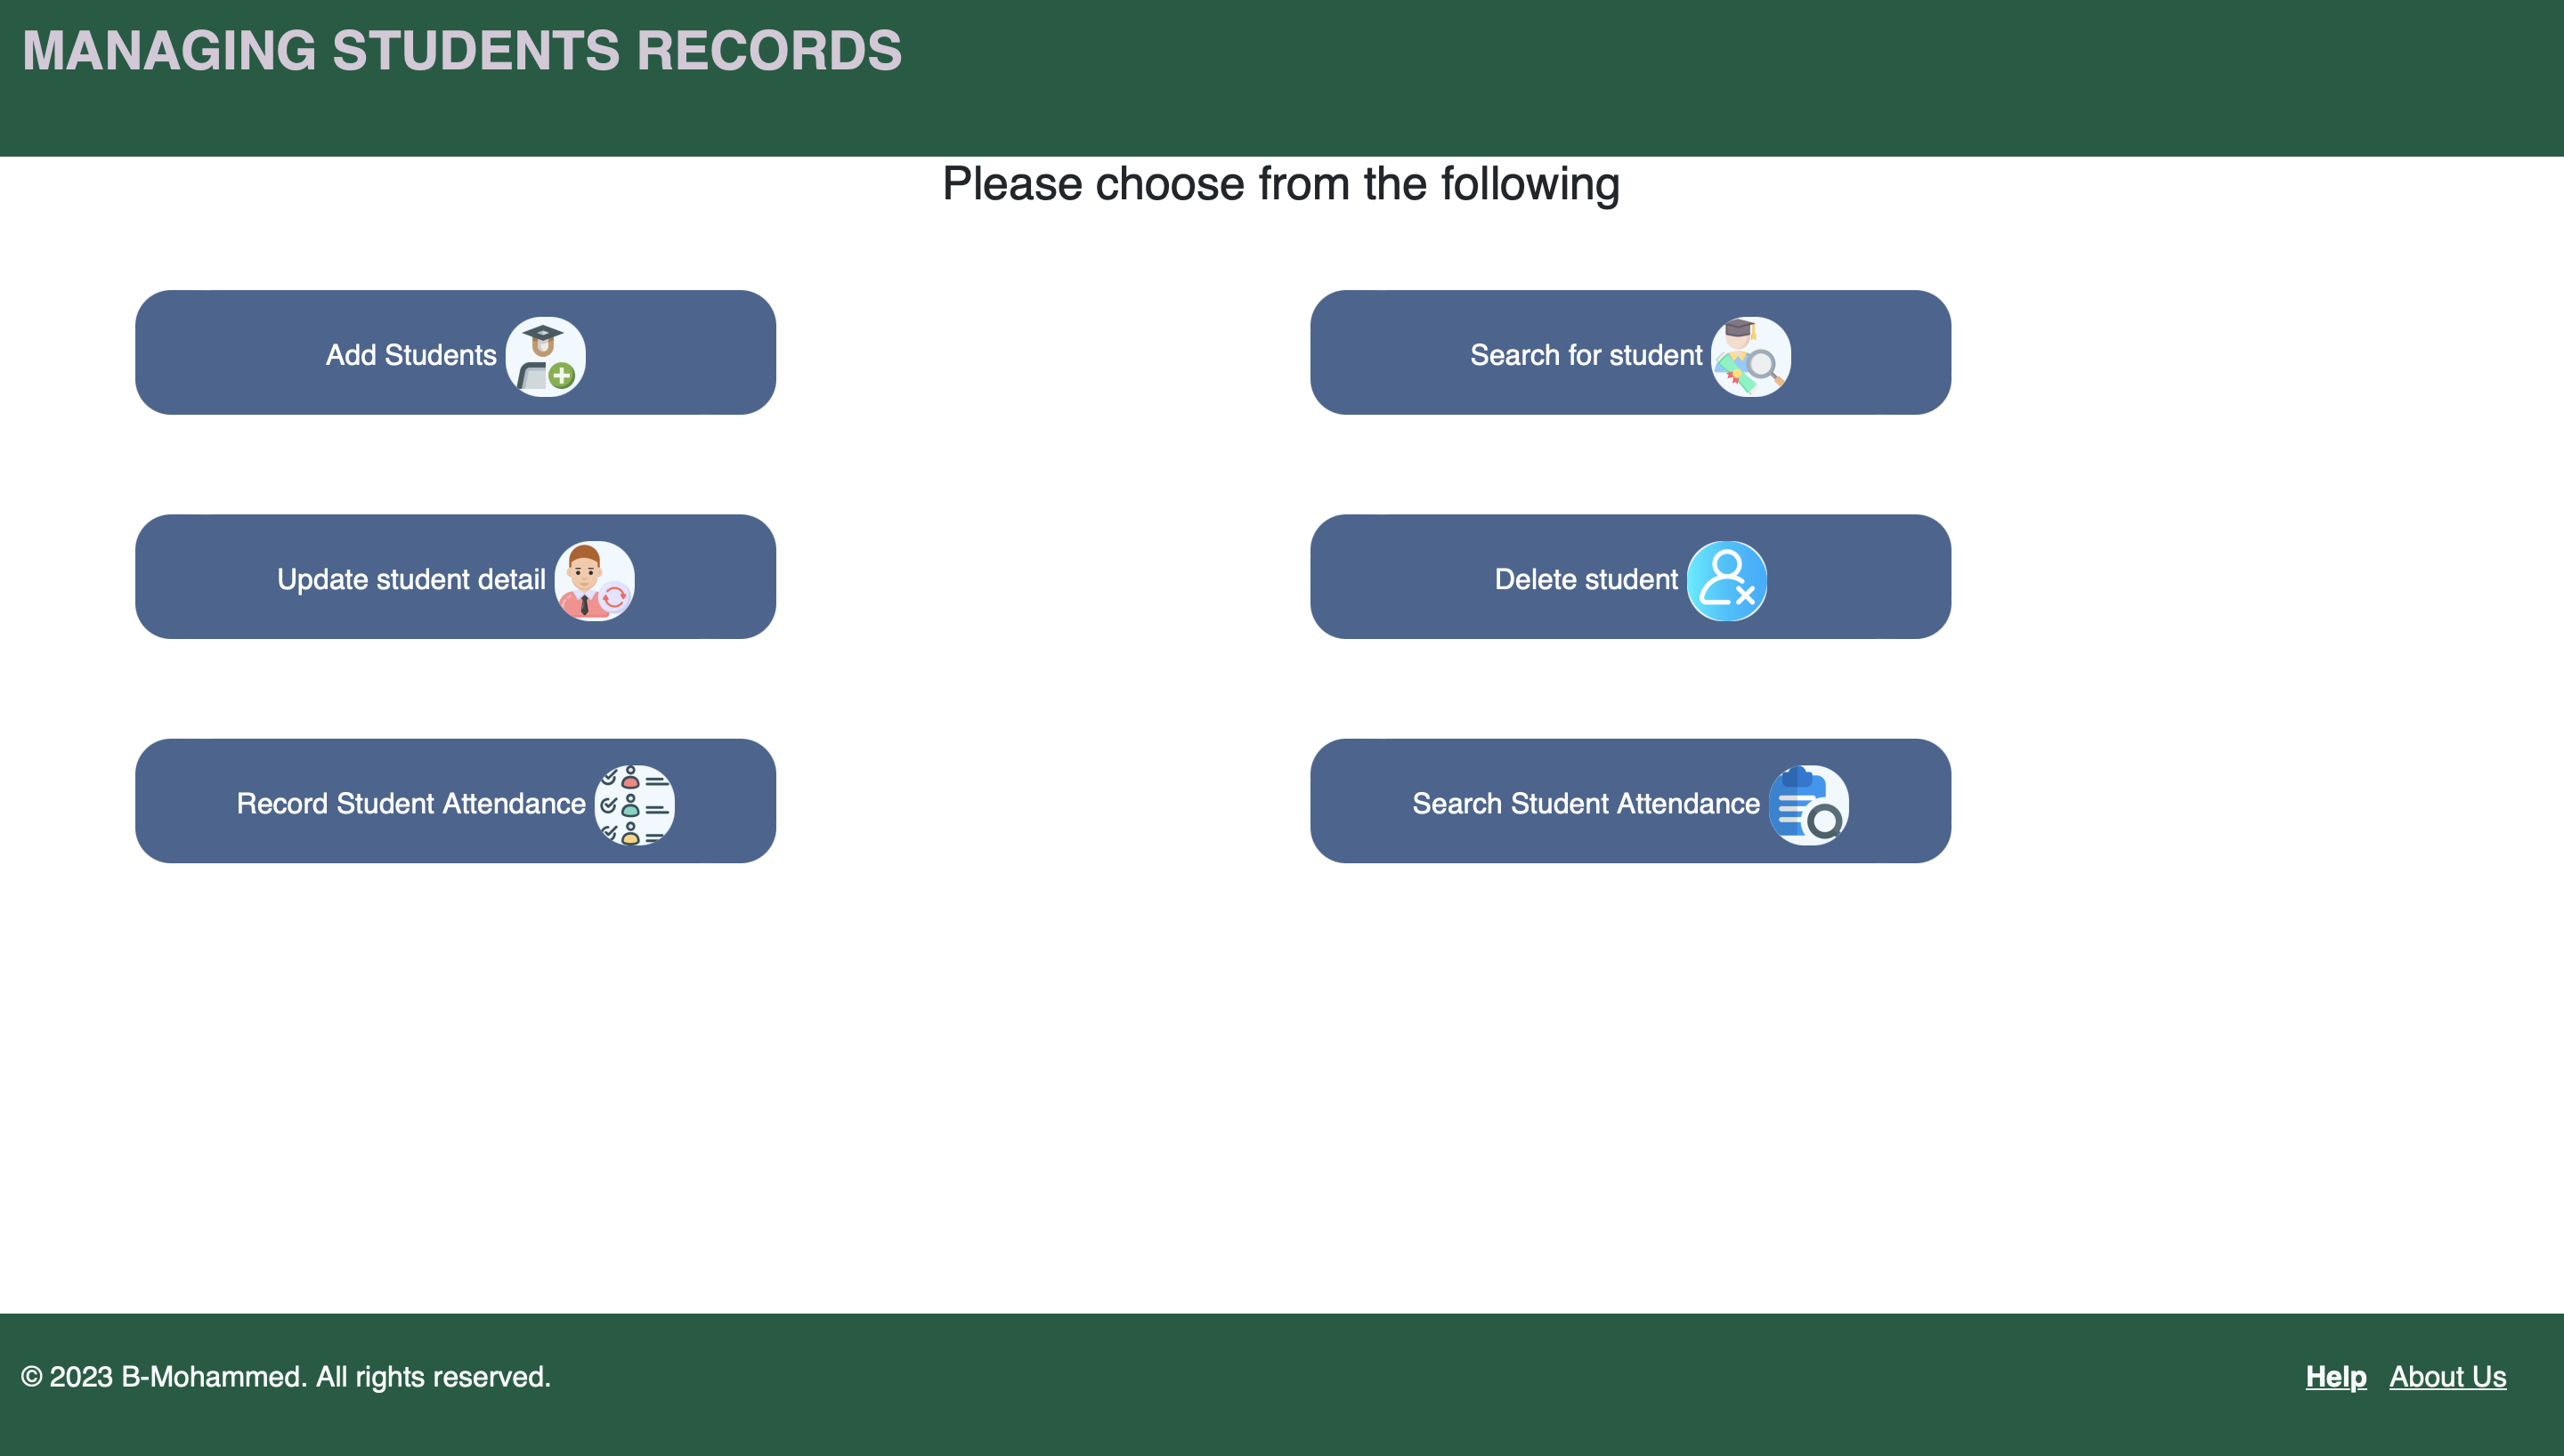 MANAGING STUDENTS RECORDS
Please choose from the following
Add Students
Search for student
Update student detail
Delete student
Record Student Attendance
Search Student Attendance
© 2023 B-Mohammed. All rights reserved.
Help About Us